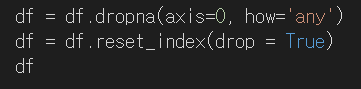 df = df.dropna(axis=0, how='any')
df = df.reset_index(drop = True)
df